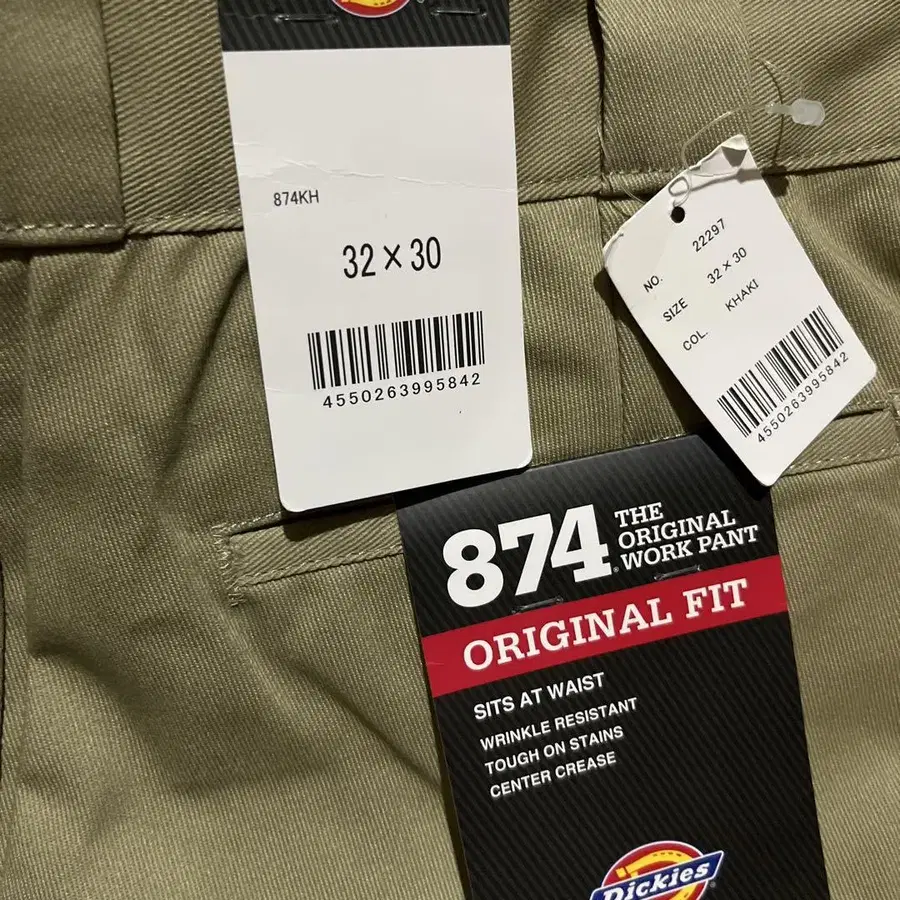 874KH
32×30
4550263995842
NO. 22297
SIZE 32×30
COL. KHAKI
4550263995842
874 THE
ORIGINAL
WORK PANT
ORIGINAL FIT
SITS AT WAIST
WRINKLE RESISTANT
TOUGH ON STAINS
CENTER CREASE
Dickies